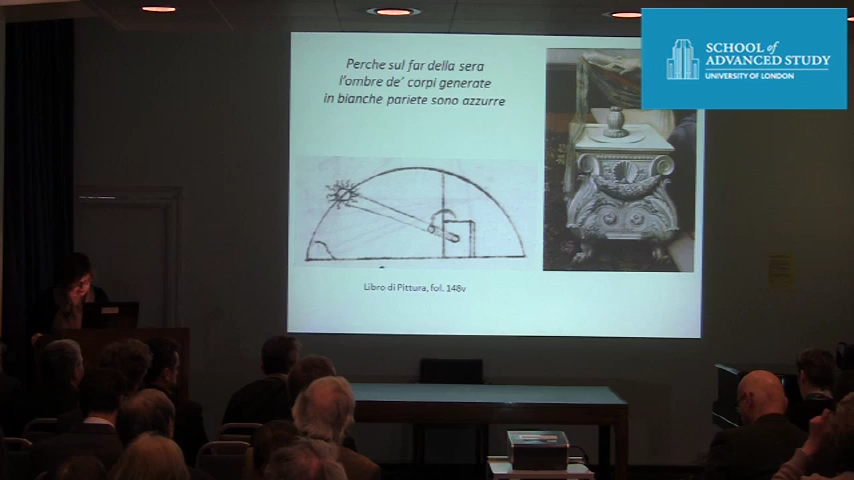 Perche sul far della sera
l'ombre de' corpi generate
in bianche pariete sono azzurre
Libro di Pittura, fol. 148v
SCHOOL of
ADVANCED STUDY
UNIVERSITY OF LONDON